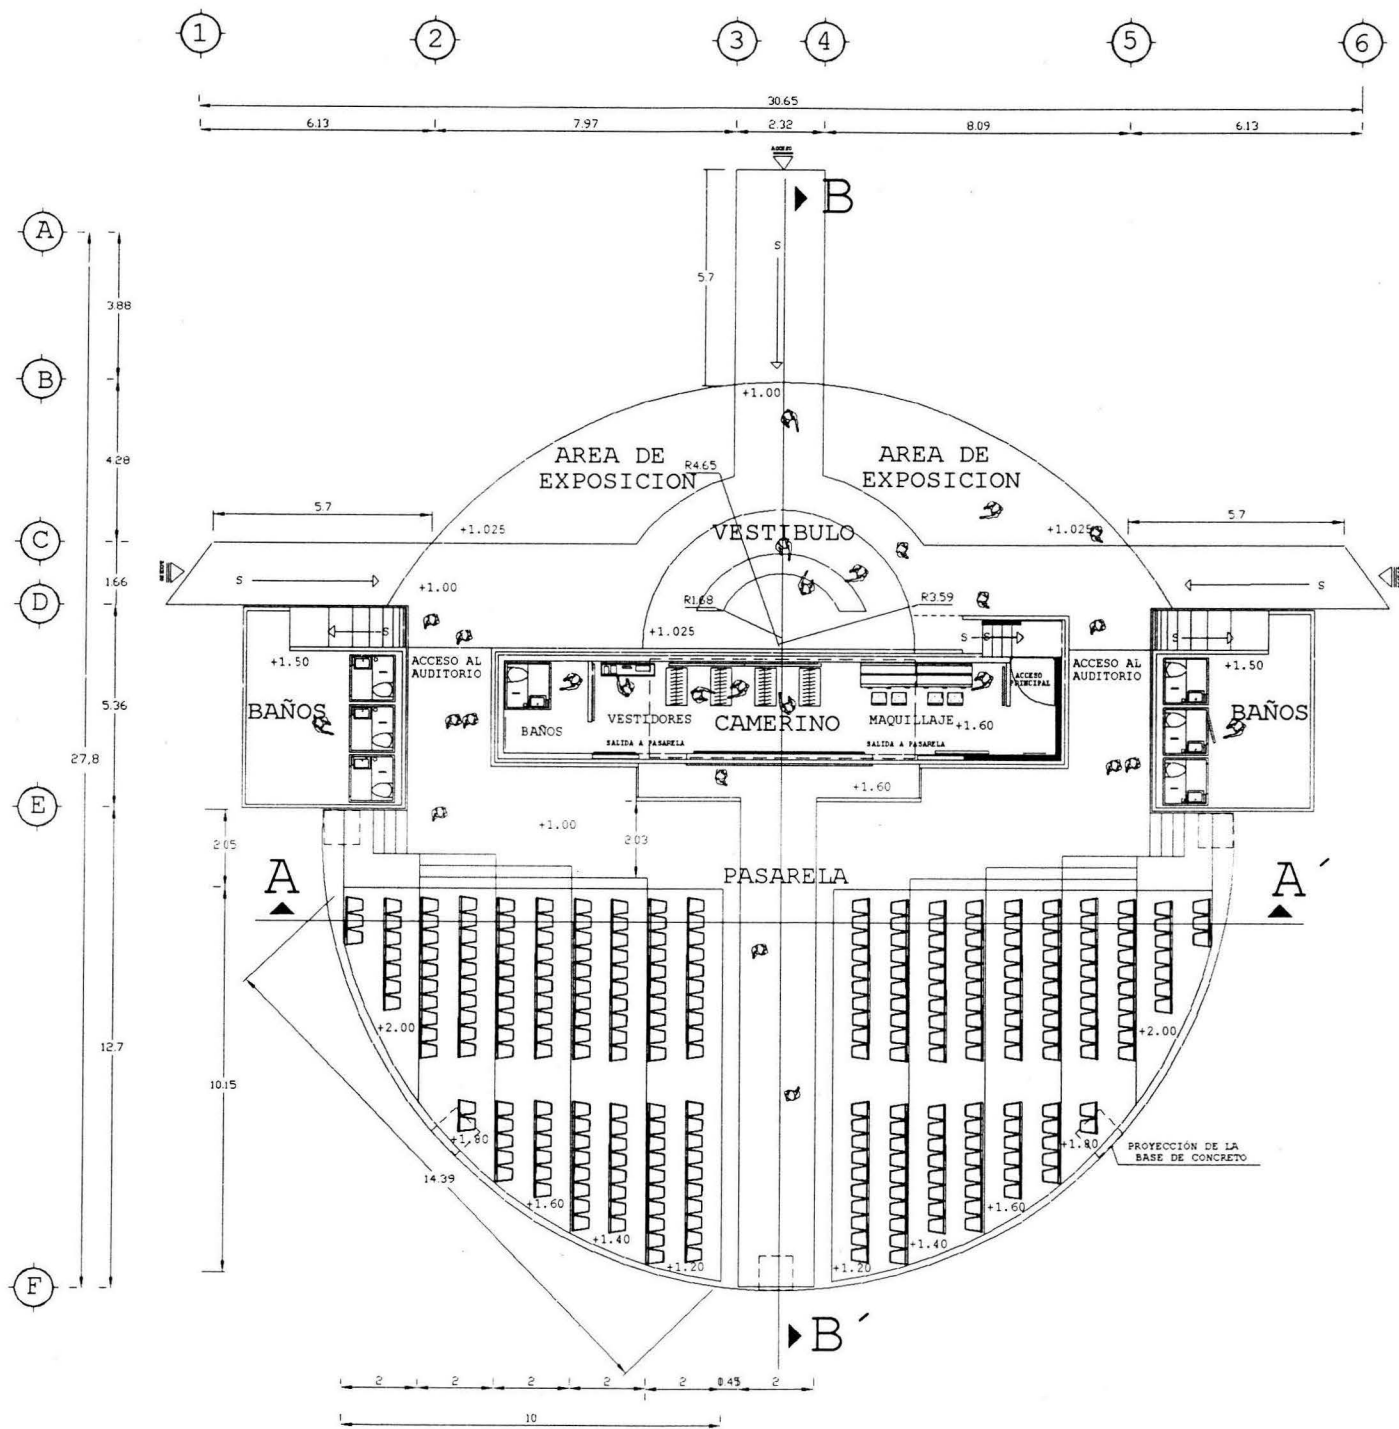 1 2 3 4 5 6
30.65
6.13 7.97 2.32 8.09 6.13
ACCESO
B
A
S
5.7
3.88
B
+1.00
4.28
AREA DE
EXPOSICION
R4.65
AREA DE
EXPOSICION
5.7
5.7
C
+1.025
VESTIBULO
+1.025
1.66
S
S
D
+1.00
R1.68
R3.59
S
+1.025
S S
S
+1.50
ACCESO AL
AUDITORIO
ACCESO
PRINCIPAL
ACCESO AL
AUDITORIO
+1.50
5.36
BAÑOS
BAÑOS
VESTIDORES
CAMERINO
MAQUILLAJE
+1.60
BAÑOS
SALIDA A PASARELA
SALIDA A PASARELA
27.8
+1.60
E
+1.00
2.05
2.03
A
PASARELA
A´
+2.00
+2.00
12.7
10.15
+1.80
+1.80
PROYECCIÓN DE LA
BASE DE CONCRETO
14.39
+1.60
+1.60
+1.40
+1.40
+1.20
+1.20
F
B´
2 2 2 2 2 0.45 2
10